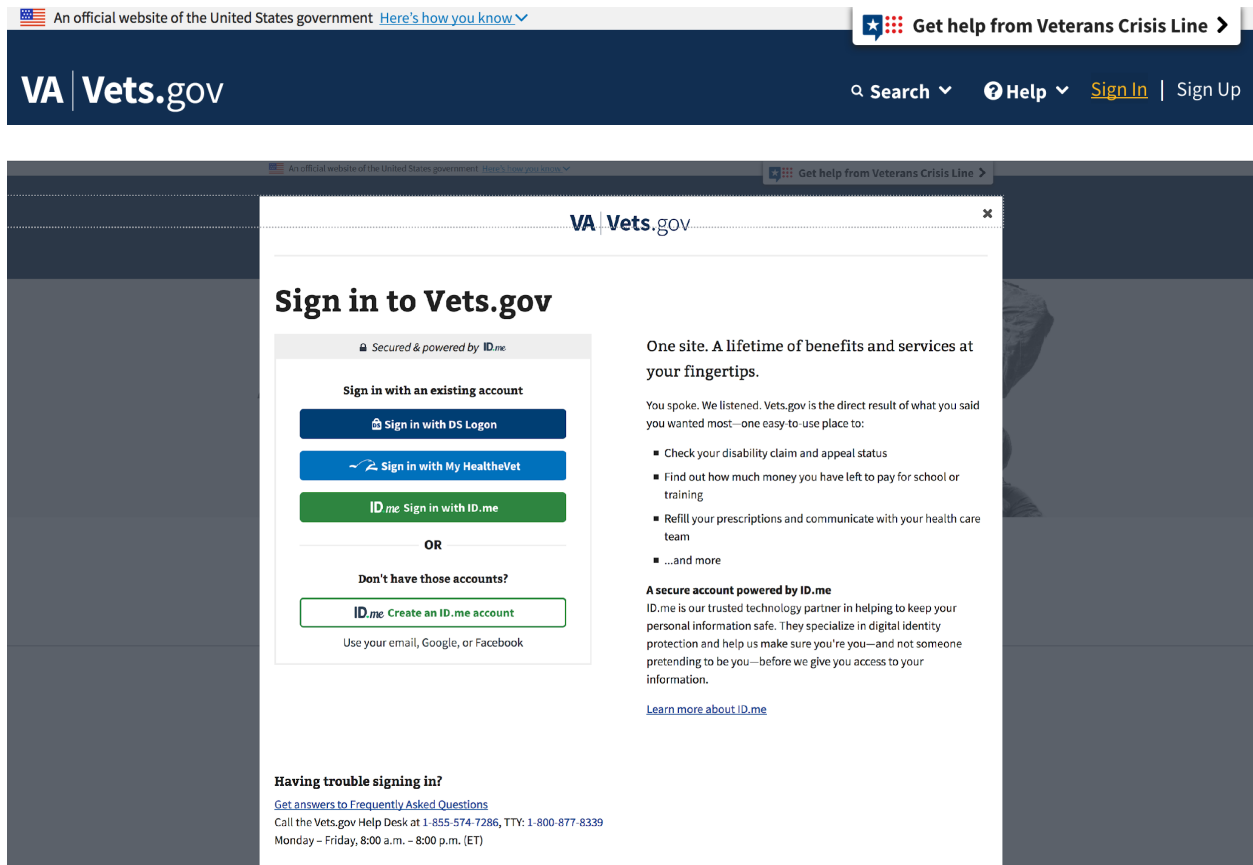 An official website of the United States government Here's how you know
Get help from Veterans Crisis Line
VA Vets.gov
Search Help Sign In | Sign Up
An official website of the United States government Here's how you know
Get help from Veterans Crisis Line
VA Vets.gov
Sign in to Vets.gov
Secured & powered by ID.me
Sign in with an existing account
DS Sign in with DS Logon
Sign in with My HealtheVet
ID.me Sign in with ID.me
OR
Don't have those accounts?
ID.me Create an ID.me account
Use your email, Google, or Facebook
One site. A lifetime of benefits and services at
your fingertips.
You spoke. We listened. Vets.gov is the direct result of what you said
you wanted most—one easy-to-use place to:
Check your disability claim and appeal status
Find out how much money you have left to pay for school or
training
Refill your prescriptions and communicate with your health care
team
...and more
A secure account powered by ID.me
ID.me is our trusted technology partner in helping to keep your
personal information safe. They specialize in digital identity
protection and help us make sure you're you—and not someone
pretending to be you—before we give you access to your
information.
Learn more about ID.me
Having trouble signing in?
Get answers to Frequently Asked Questions
Call the Vets.gov Help Desk at 1-855-574-7286, TTY: 1-800-877-8339
Monday – Friday, 8:00 a.m. – 8:00 p.m. (ET)